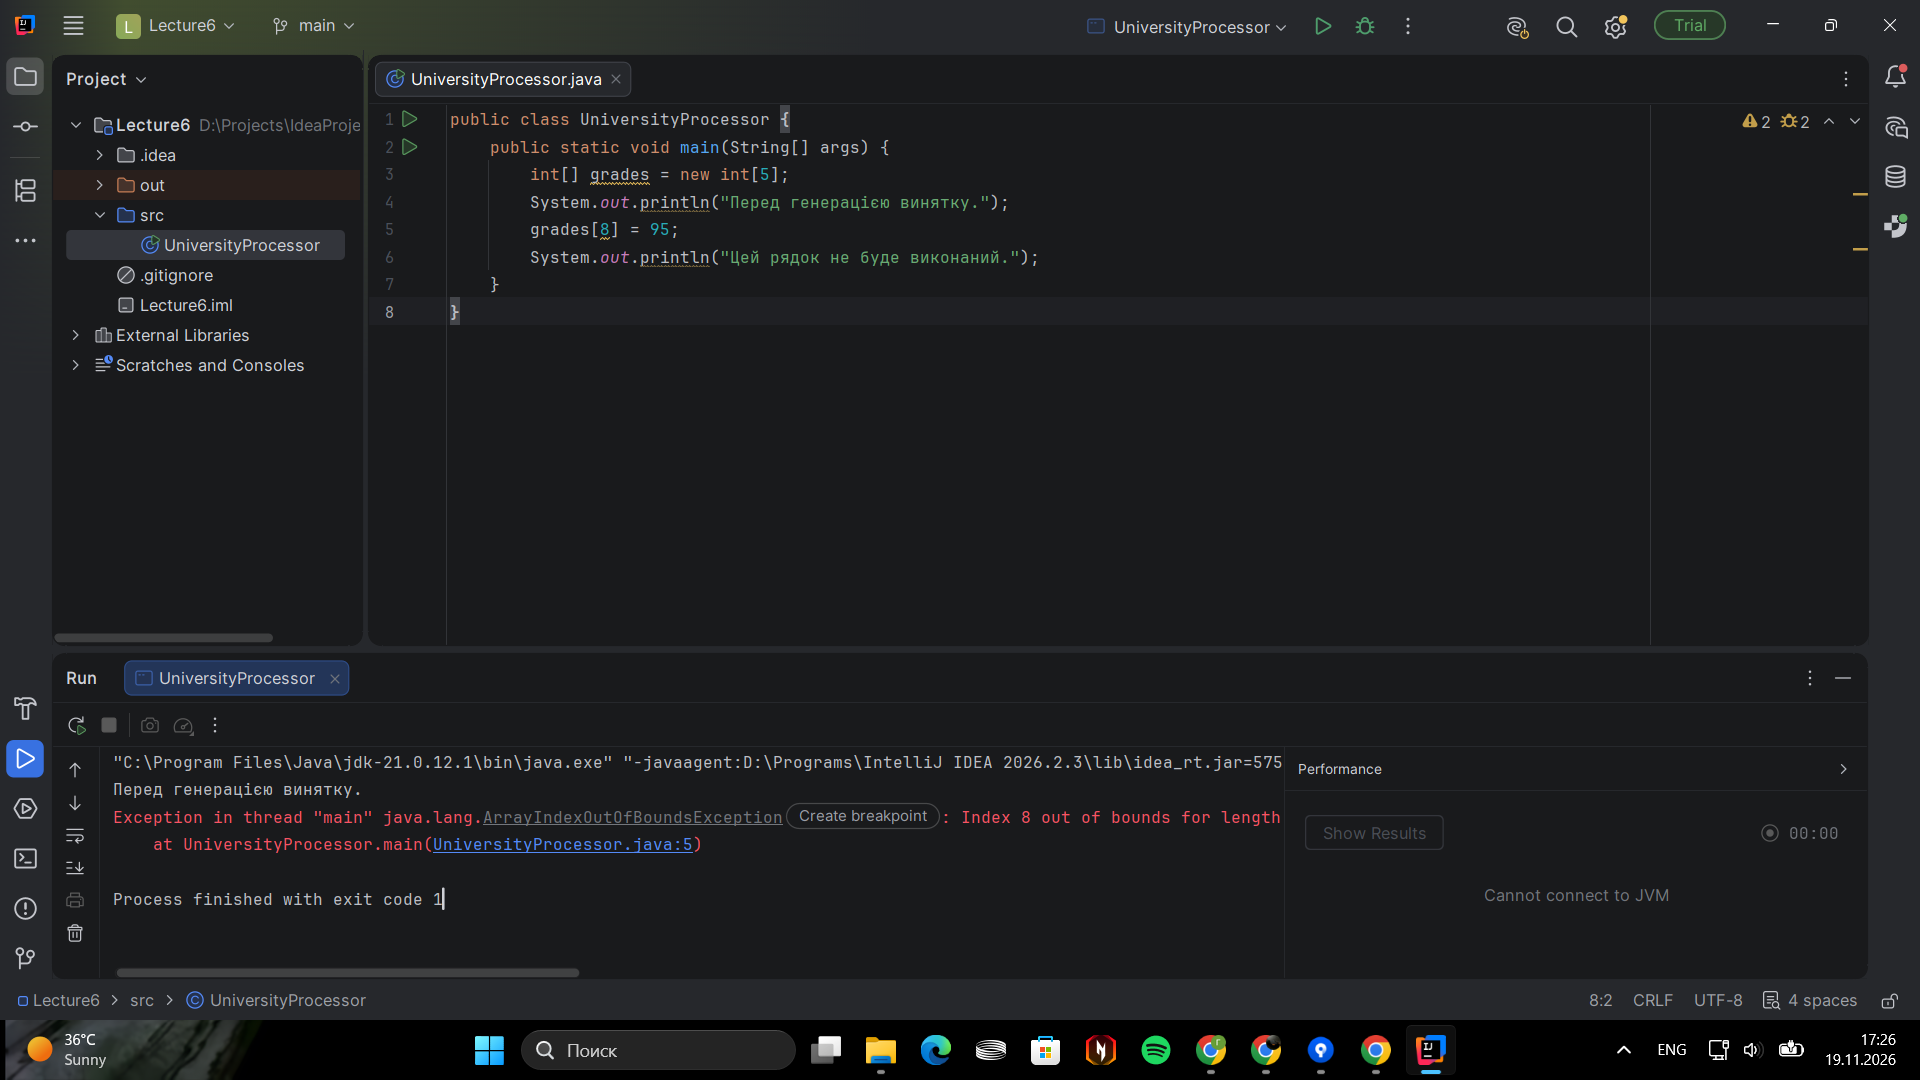 Lecture6
main
UniversityProcessor
Trial
Project
UniversityProcessor.java
Lecture6 D:\Projects\IdeaProje
.idea
out
src
UniversityProcessor
.gitignore
Lecture6.iml
External Libraries
Scratches and Consoles
1 public class UniversityProcessor {
2 public static void main(String[] args) {
3 int[] grades = new int[5];
4 System.out.println("Перед генерацією винятку.");
5 grades[8] = 95;
6 System.out.println("Цей рядок не буде виконаний.");
7 }
8 }
2 2
Run UniversityProcessor
"C:\Program Files\Java\jdk-21.0.12.1\bin\java.exe" "-javaagent:D:\Programs\IntelliJ IDEA 2026.2.3\lib\idea_rt.jar=575
Перед генерацією винятку.
Exception in thread "main" java.lang.ArrayIndexOutOfBoundsException Create breakpoint : Index 8 out of bounds for length
at UniversityProcessor.main(UniversityProcessor.java:5)
Process finished with exit code 1
Performance
Show Results
00:00
Cannot connect to JVM
Lecture6 > src > UniversityProcessor
8:2 CRLF UTF-8 4 spaces
36°C
Sunny
Поиск
ENG
17:26
19.11.2026